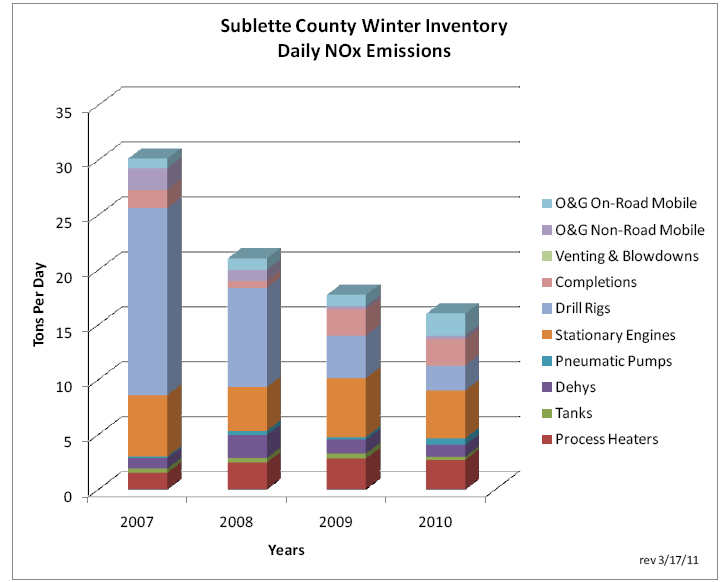 Sublette County Winter Inventory
Daily NOx Emissions
35
30
25
20
15
10
5
0
Tons Per Day
2007
2008
2009
2010
Years
O&G On-Road Mobile
O&G Non-Road Mobile
Venting & Blowdowns
Completions
Drill Rigs
Stationary Engines
Pneumatic Pumps
Dehys
Tanks
Process Heaters
rev 3/17/11